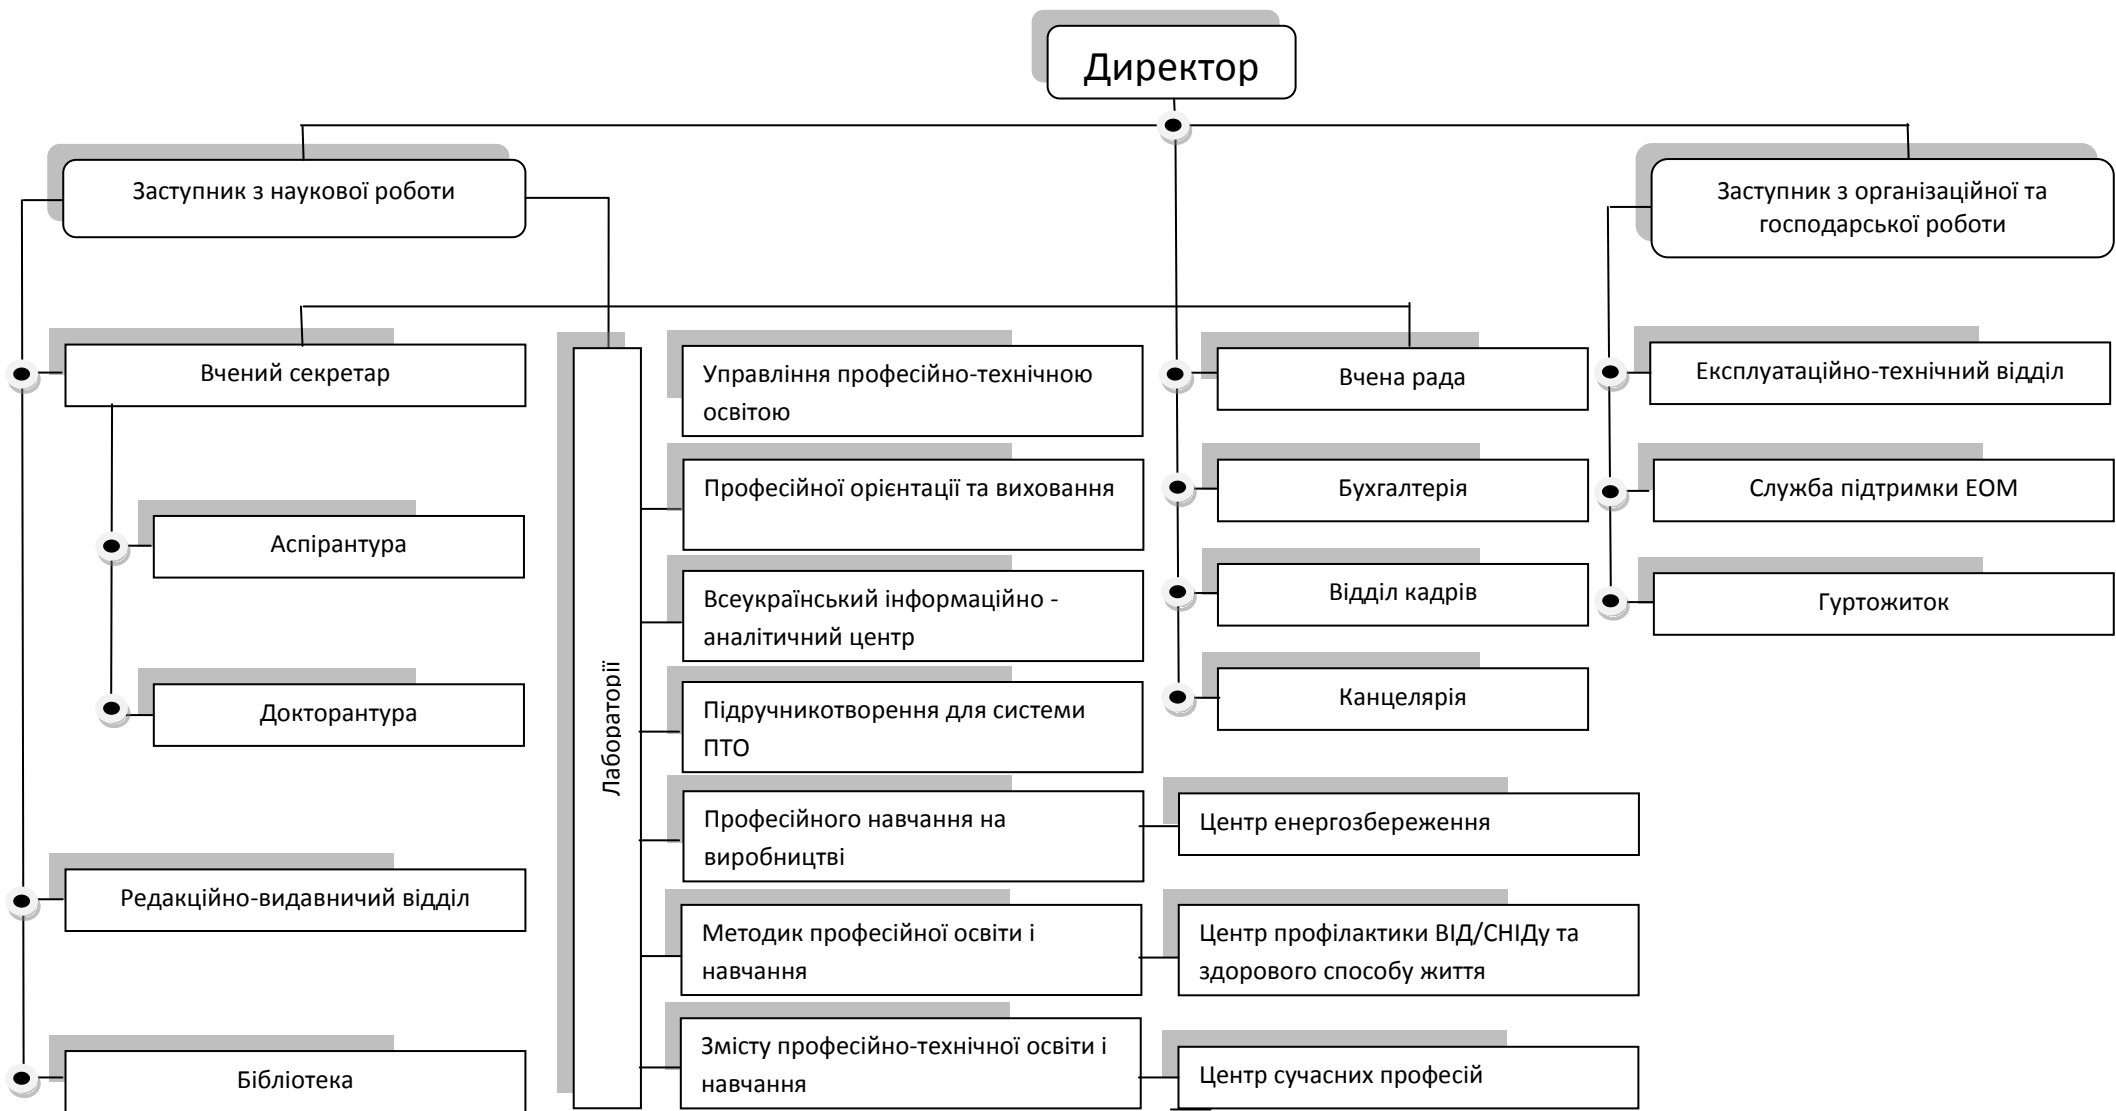 Директор
Заступник з наукової роботи
Заступник з організаційної та
господарської роботи
Вчений секретар
Аспірантура
Докторантура
Редакційно-видавничий відділ
Бібліотека
Лабораторії
Управління професійно-технічною
освітою
Професійної орієнтації та виховання
Всеукраїнський інформаційно -
аналітичний центр
Підручникотворення для системи
ПТО
Професійного навчання на
виробництві
Методик професійної освіти і
навчання
Змісту професійно-технічної освіти і
навчання
Вчена рада
Бухгалтерія
Відділ кадрів
Канцелярія
Центр енергозбереження
Центр профілактики ВІД/СНІДу та
здорового способу життя
Центр сучасних професій
Експлуатаційно-технічний відділ
Служба підтримки ЕОМ
Гуртожиток